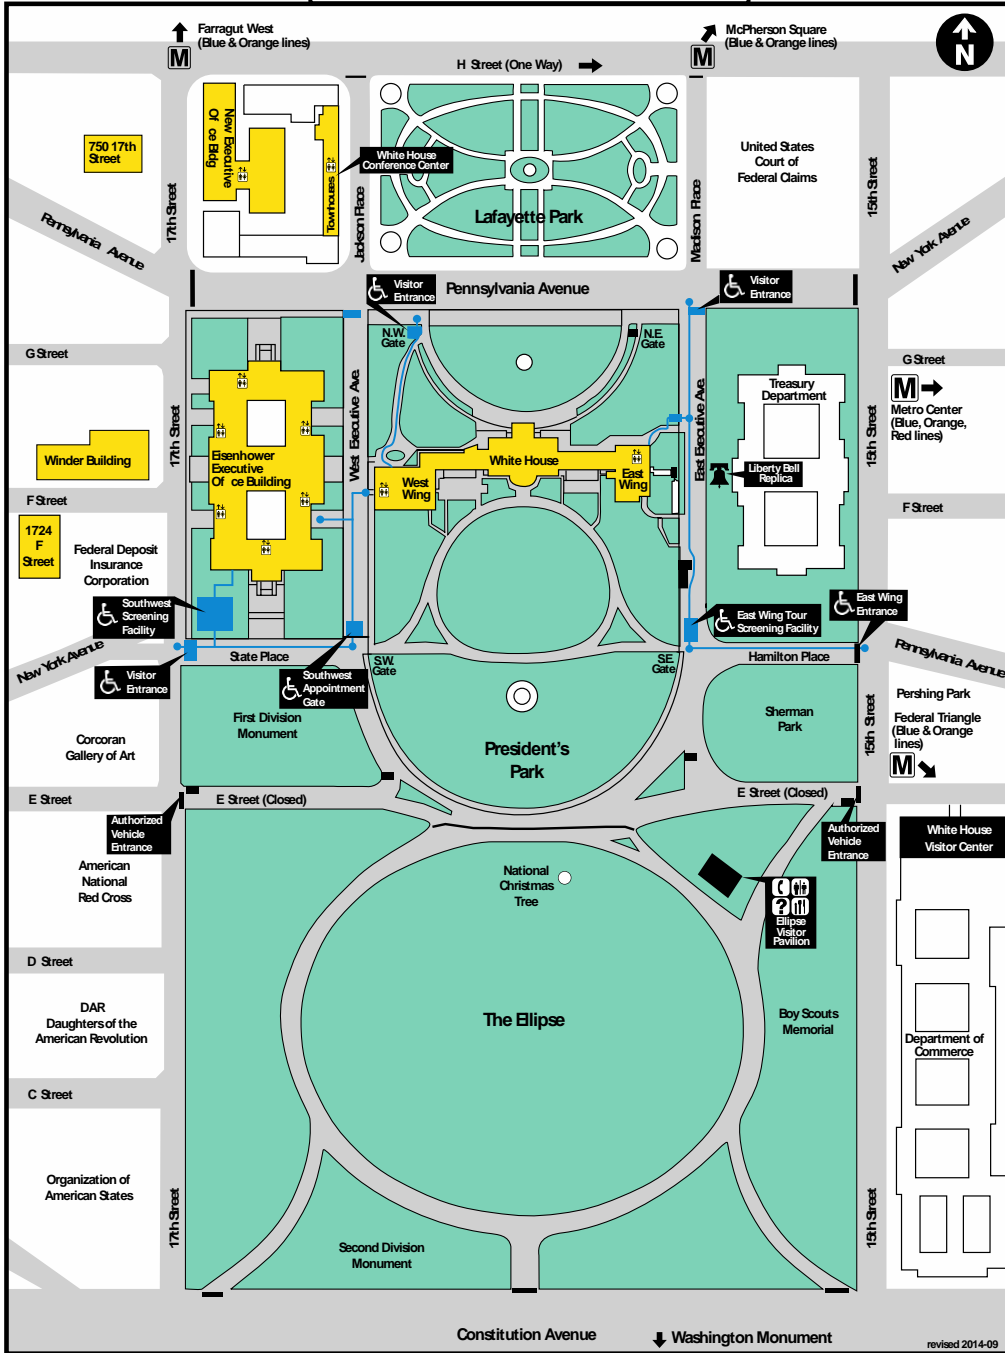 Farragut West
(Blue & Orange lines)
M
McPherson Square
(Blue & Orange lines)
M
N
H Street (One Way)
750 17th
Street
New Executive
Of ce Bldg
Townhouses
White House
Conference Center
Jackson Place
Lafayette Park
Madison Place
United States
Court of
Federal Claims
17th Street
15th Street
Pennsylvania Avenue
New York Avenue
Visitor
Entrance
Pennsylvania Avenue
Visitor
Entrance
N.W.
Gate
N.E.
Gate
G Street
G Street
M
Metro Center
(Blue, Orange,
Red lines)
Treasury
Department
17th Street
West Executive Ave.
East Executive Ave.
15th Street
Winder Building
Eisenhower
Executive
Of ce Building
White House
West
Wing
East
Wing
Liberty Bell
Replica
F Street
F Street
1724
F
Street
Federal Deposit
Insurance
Corporation
Southwest
Screening
Facility
East Wing Tour
Screening Facility
East Wing
Entrance
New York Avenue
State Place
Hamilton Place
Pennsylvania Avenue
S.W.
Gate
S.E.
Gate
Visitor
Entrance
Southwest
Appointment
Gate
Pershing Park
First Division
Monument
Sherman
Park
15th Street
Federal Triangle
(Blue & Orange
lines)
M
Corcoran
Gallery of Art
President's
Park
E Street
E Street (Closed)
E Street (Closed)
Authorized
Vehicle
Entrance
Authorized
Vehicle
Entrance
White House
Visitor Center
American
National
Red Cross
National
Christmas
Tree
?
Ellipse
Visitor
Pavilion
D Street
DAR
Daughters of the
American Revolution
The Ellipse
Boy Scouts
Memorial
Department of
Commerce
C Street
Organization of
American States
17th Street
15th Street
Second Division
Monument
Constitution Avenue
Washington Monument
revised 2014-09